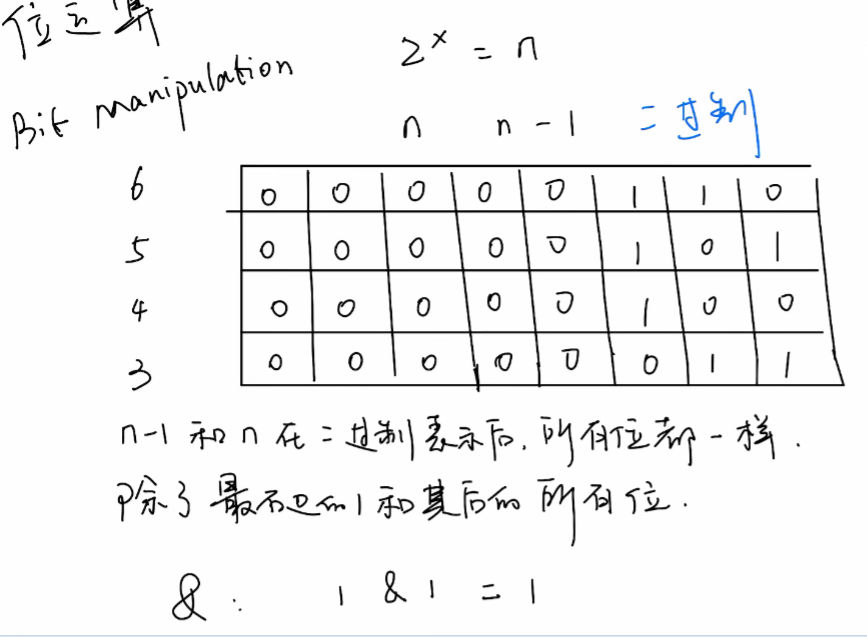 位运算
Bit manipulation
2^x = n
n n - 1 二进制
6 0 0 0 0 0 1 1 0
5 0 0 0 0 0 1 0 1
4 0 0 0 0 0 1 0 0
3 0 0 0 0 0 0 1 1
n-1 和 n 在二进制表示后, 所有位都一样.
除了最右边的1和其后的所有位.
&: 1 & 1 = 1